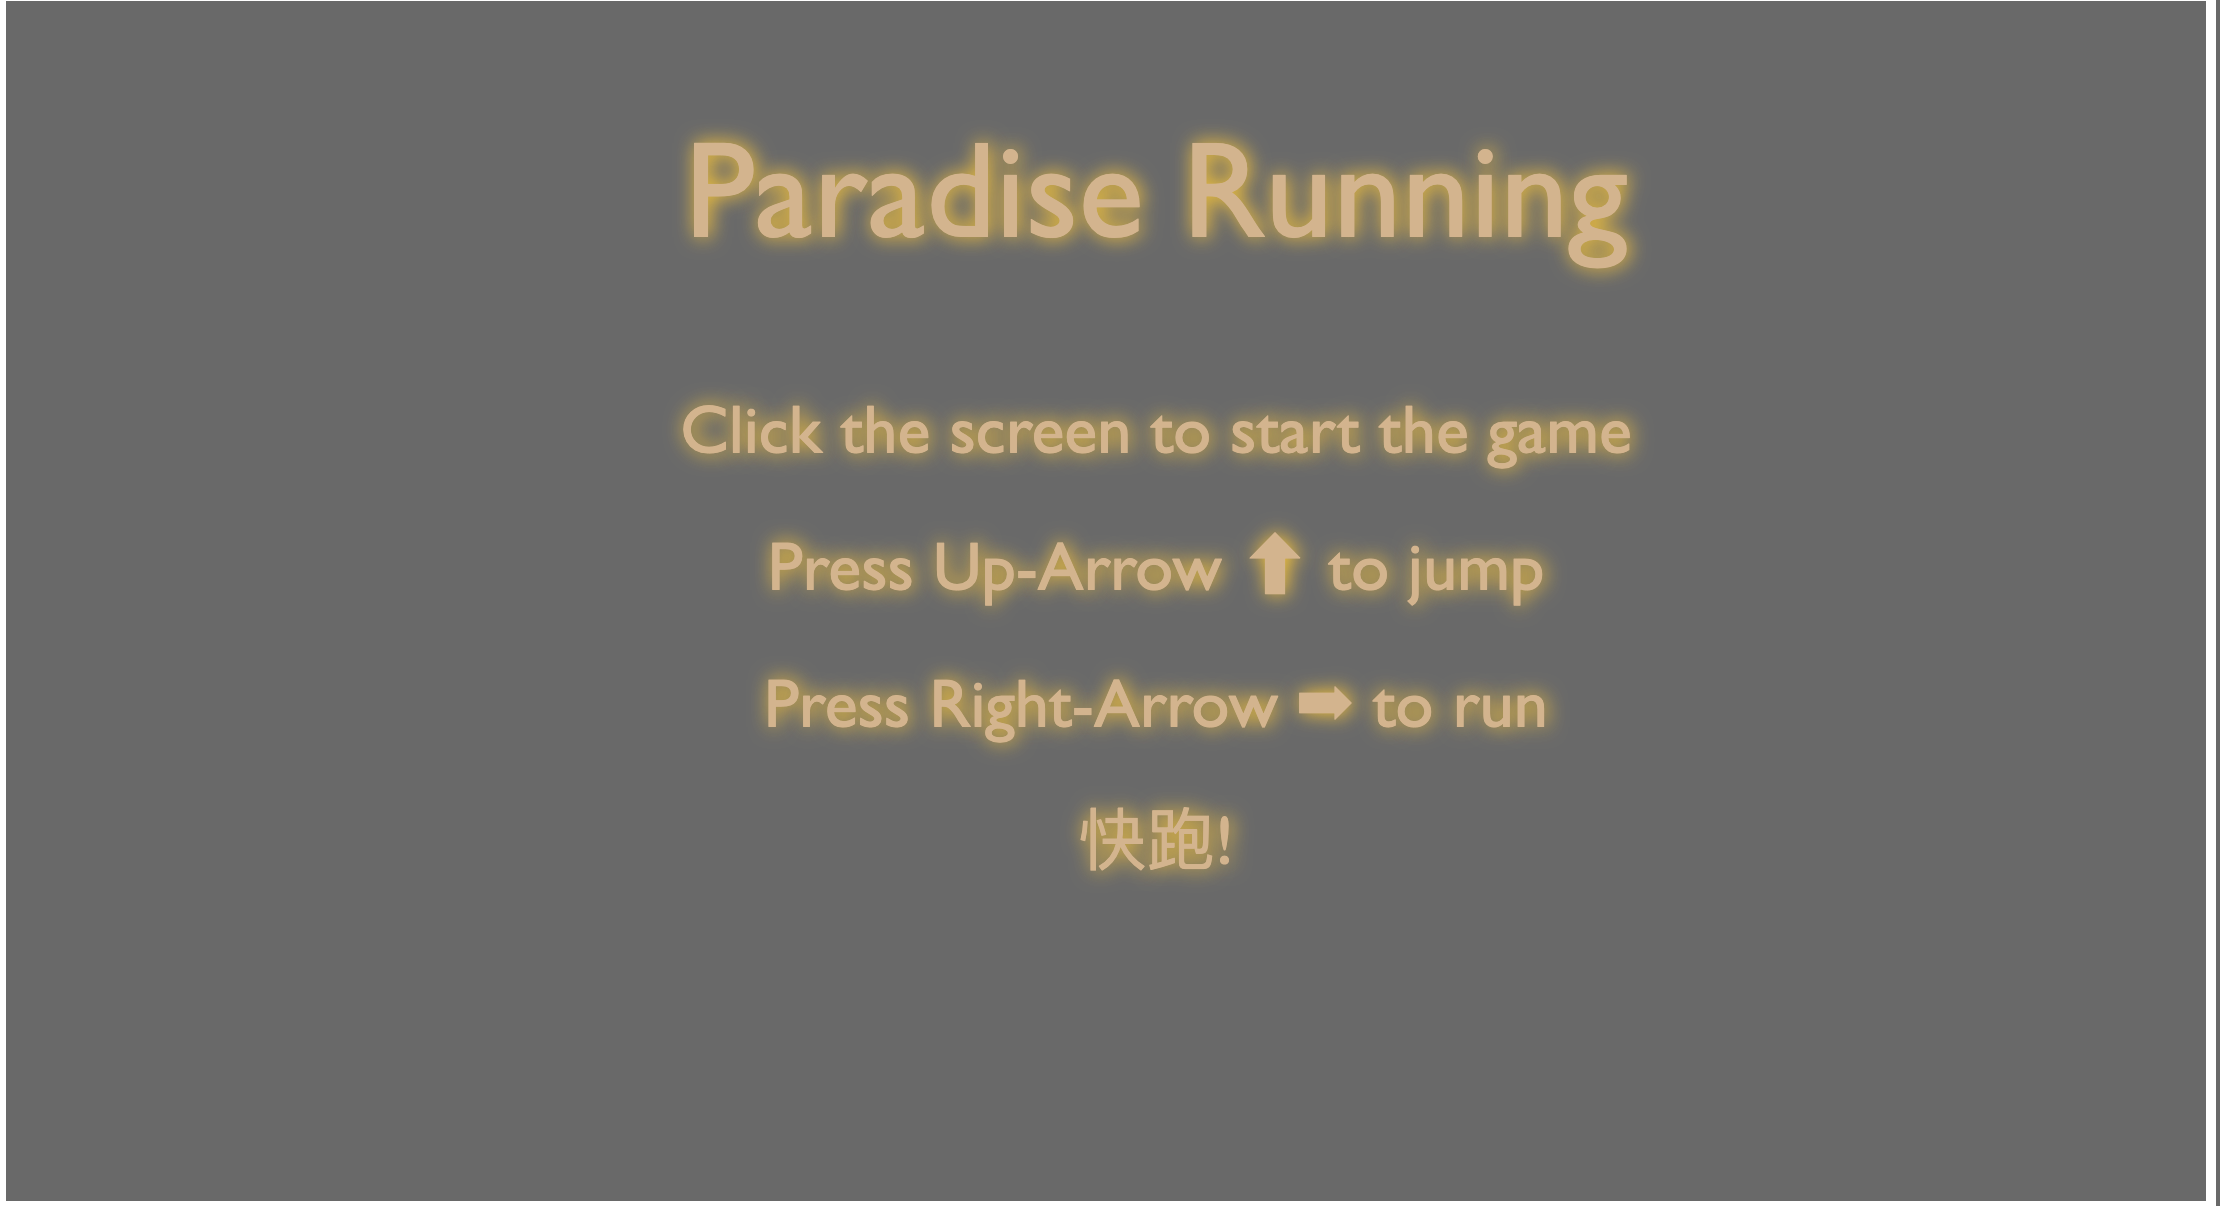 Paradise Running
Click the screen to start the game
Press Up-Arrow ⬆ to jump
Press Right-Arrow ➡ to run
快跑!